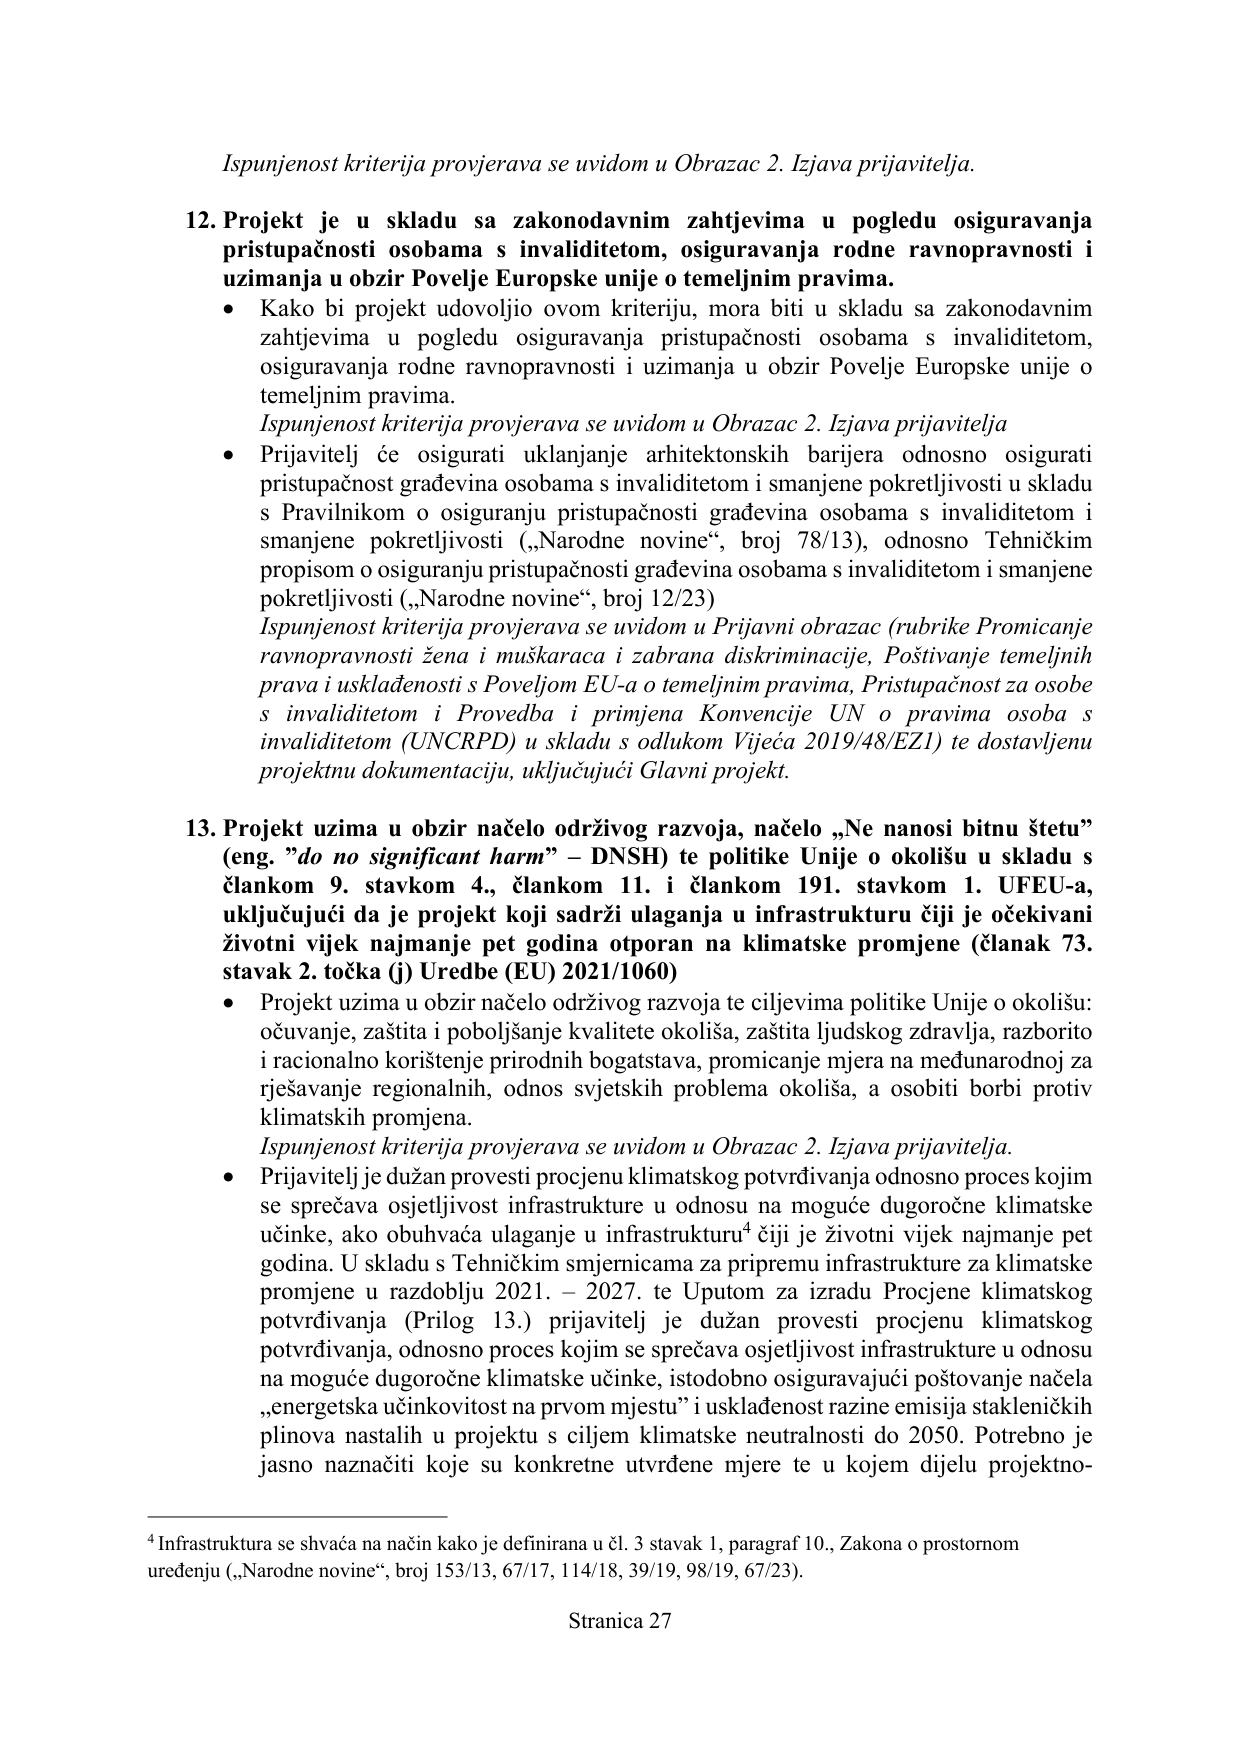 Ispunjenost kriterija provjerava se uvidom u Obrazac 2. Izjava prijavitelja.
12. Projekt je u skladu sa zakonodavnim zahtjevima u pogledu osiguravanja
pristupačnosti osobama s invaliditetom, osiguravanja rodne ravnopravnosti i
uzimanja u obzir Povelje Europske unije o temeljnim pravima.
• Kako bi projekt udovoljio ovom kriteriju, mora biti u skladu sa zakonodavnim
zahtjevima u pogledu osiguravanja pristupačnosti osobama s invaliditetom,
osiguravanja rodne ravnopravnosti i uzimanja u obzir Povelje Europske unije o
temeljnim pravima.
Ispunjenost kriterija provjerava se uvidom u Obrazac 2. Izjava prijavitelja
• Prijavitelj će osigurati uklanjanje arhitektonskih barijera odnosno osigurati
pristupačnost građevina osobama s invaliditetom i smanjene pokretljivosti u skladu
s Pravilnikom o osiguranju pristupačnosti građevina osobama s invaliditetom i
smanjene pokretljivosti („Narodne novine“, broj 78/13), odnosno Tehničkim
propisom o osiguranju pristupačnosti građevina osobama s invaliditetom i smanjene
pokretljivosti („Narodne novine“, broj 12/23)
Ispunjenost kriterija provjerava se uvidom u Prijavni obrazac (rubrike Promicanje
ravnopravnosti žena i muškaraca i zabrana diskriminacije, Poštivanje temeljnih
prava i usklađenosti s Poveljom EU-a o temeljnim pravima, Pristupačnost za osobe
s invaliditetom i Provedba i primjena Konvencije UN o pravima osoba s
invaliditetom (UNCRPD) u skladu s odlukom Vijeća 2019/48/EZ1) te dostavljenu
projektnu dokumentaciju, uključujući Glavni projekt.
13. Projekt uzima u obzir načelo održivog razvoja, načelo „Ne nanosi bitnu štetu”
(eng. ”do no significant harm” – DNSH) te politike Unije o okolišu u skladu s
člankom 9. stavkom 4., člankom 11. i člankom 191. stavkom 1. UFEU-a,
uključujući da je projekt koji sadrži ulaganja u infrastrukturu čiji je očekivani
životni vijek najmanje pet godina otporan na klimatske promjene (članak 73.
stavak 2. točka (j) Uredbe (EU) 2021/1060)
• Projekt uzima u obzir načelo održivog razvoja te ciljevima politike Unije o okolišu:
očuvanje, zaštita i poboljšanje kvalitete okoliša, zaštita ljudskog zdravlja, razborito
i racionalno korištenje prirodnih bogatstava, promicanje mjera na međunarodnoj za
rješavanje regionalnih, odnos svjetskih problema okoliša, a osobiti borbi protiv
klimatskih promjena.
Ispunjenost kriterija provjerava se uvidom u Obrazac 2. Izjava prijavitelja.
• Prijavitelj je dužan provesti procjenu klimatskog potvrđivanja odnosno proces kojim
se sprečava osjetljivost infrastrukture u odnosu na moguće dugoročne klimatske
učinke, ako obuhvaća ulaganje u infrastrukturu4 čiji je životni vijek najmanje pet
godina. U skladu s Tehničkim smjernicama za pripremu infrastrukture za klimatske
promjene u razdoblju 2021. – 2027. te Uputom za izradu Procjene klimatskog
potvrđivanja (Prilog 13.) prijavitelj je dužan provesti procjenu klimatskog
potvrđivanja, odnosno proces kojim se sprečava osjetljivost infrastrukture u odnosu
na moguće dugoročne klimatske učinke, istodobno osiguravajući poštovanje načela
„energetska učinkovitost na prvom mjestu” i usklađenost razine emisija stakleničkih
plinova nastalih u projektu s ciljem klimatske neutralnosti do 2050. Potrebno je
jasno naznačiti koje su konkretne utvrđene mjere te u kojem dijelu projektno-
4 Infrastruktura se shvaća na način kako je definirana u čl. 3 stavak 1, paragraf 10., Zakona o prostornom
uređenju („Narodne novine“, broj 153/13, 67/17, 114/18, 39/19, 98/19, 67/23).
Stranica 27